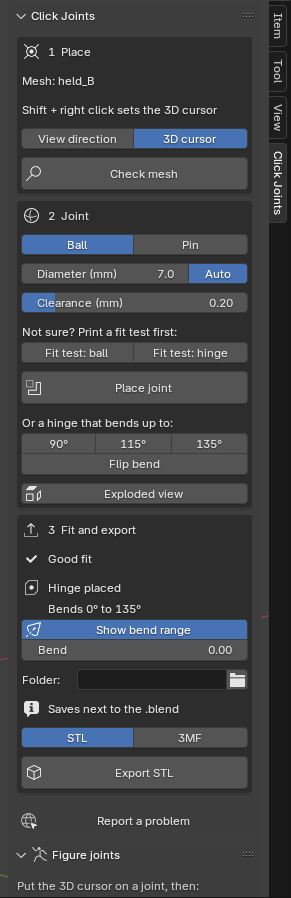 Click Joints
1 Place
Mesh: held_B
Shift + right click sets the 3D cursor
View direction 3D cursor
Check mesh
2 Joint
Ball Pin
Diameter (mm) 7.0 Auto
Clearance (mm) 0.20
Not sure? Print a fit test first:
Fit test: ball Fit test: hinge
Place joint
Or a hinge that bends up to:
90° 115° 135°
Flip bend
Exploded view
3 Fit and export
Good fit
Hinge placed
Bends 0° to 135°
Show bend range
Bend 0.00
Folder:
Saves next to the .blend
STL 3MF
Export STL
Report a problem
Figure joints
Put the 3D cursor on a joint, then:
Item
Tool
View
Click Joints